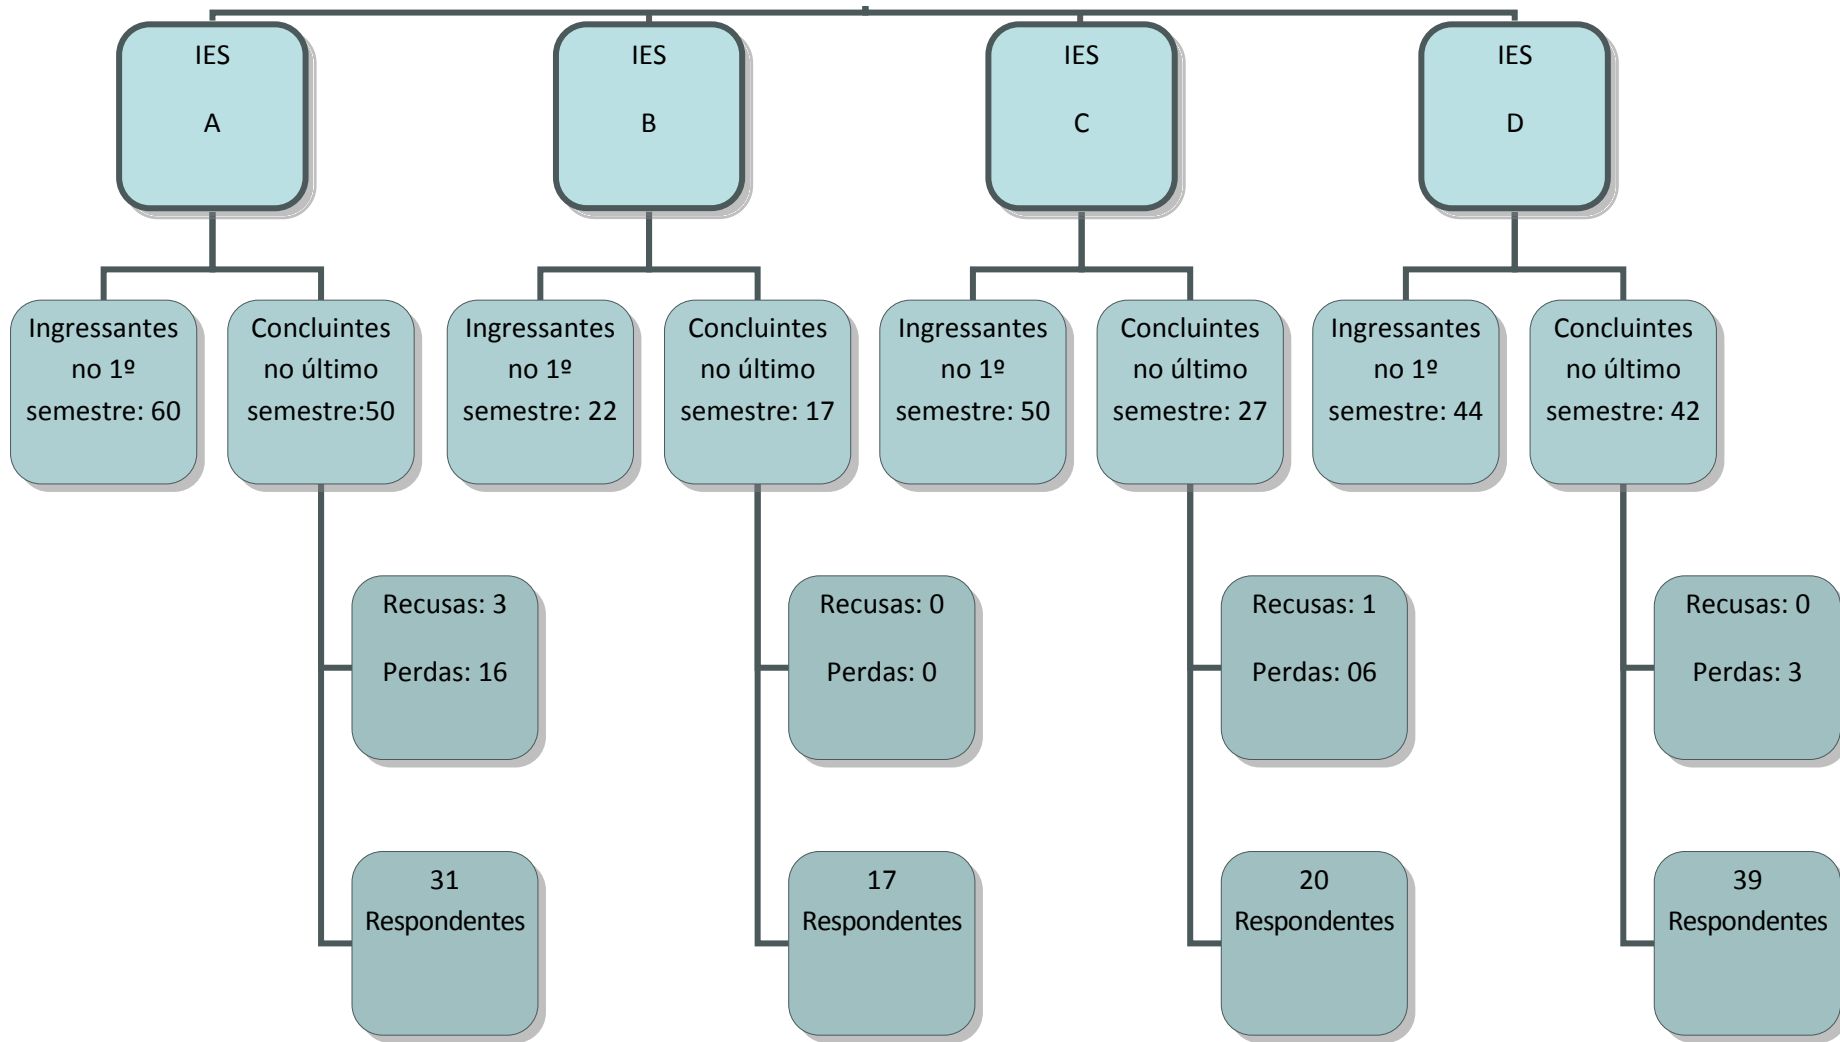 IES
A
IES
B
IES
C
IES
D
Ingressantes
no 1º
semestre: 60
Concluintes
no último
semestre:50
Ingressantes
no 1º
semestre: 22
Concluintes
no último
semestre: 17
Ingressantes
no 1º
semestre: 50
Concluintes
no último
semestre: 27
Ingressantes
no 1º
semestre: 44
Concluintes
no último
semestre: 42
Recusas: 3
Perdas: 16
Recusas: 0
Perdas: 0
Recusas: 1
Perdas: 06
Recusas: 0
Perdas: 3
31
Respondentes
17
Respondentes
20
Respondentes
39
Respondentes